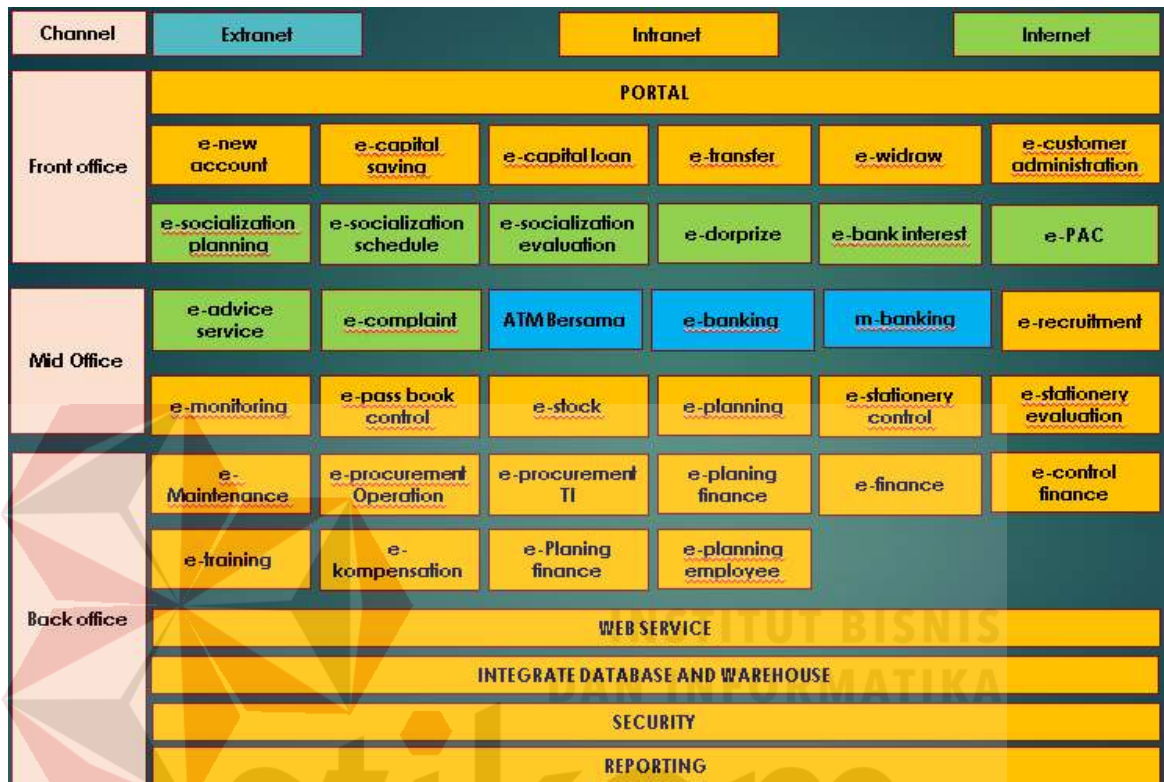 Channel
Extranet
Intranet
Internet
PORTAL
Front office
e-new
account
e-capital
saving
e-capital loan
e-transfer
e-widraw
e-customer
administration
e-socialization
planning
e-socialization
schedule
e-socialization
evaluation
e-dorprize
e-bank interest
e-PAC
Mid Office
e-advice
service
e-complaint
ATM Bersama
e-banking
m-banking
e-recruitment
e-monitoring
e-pass book
control
e-stock
e-planning
e-stationery
control
e-stationery
evaluation
Back office
e-
Maintenance
e-procurement
Operation
e-procurement
TI
e-planing
finance
e-finance
e-control
finance
e-training
e-
kompensation
e-Planing
finance
e-planning
employee
WEB SERVICE
INTEGRATE DATABASE AND WAREHOUSE
SECURITY
REPORTING
INSTITUT BISNIS
DAN INFORMATIKA
stikom